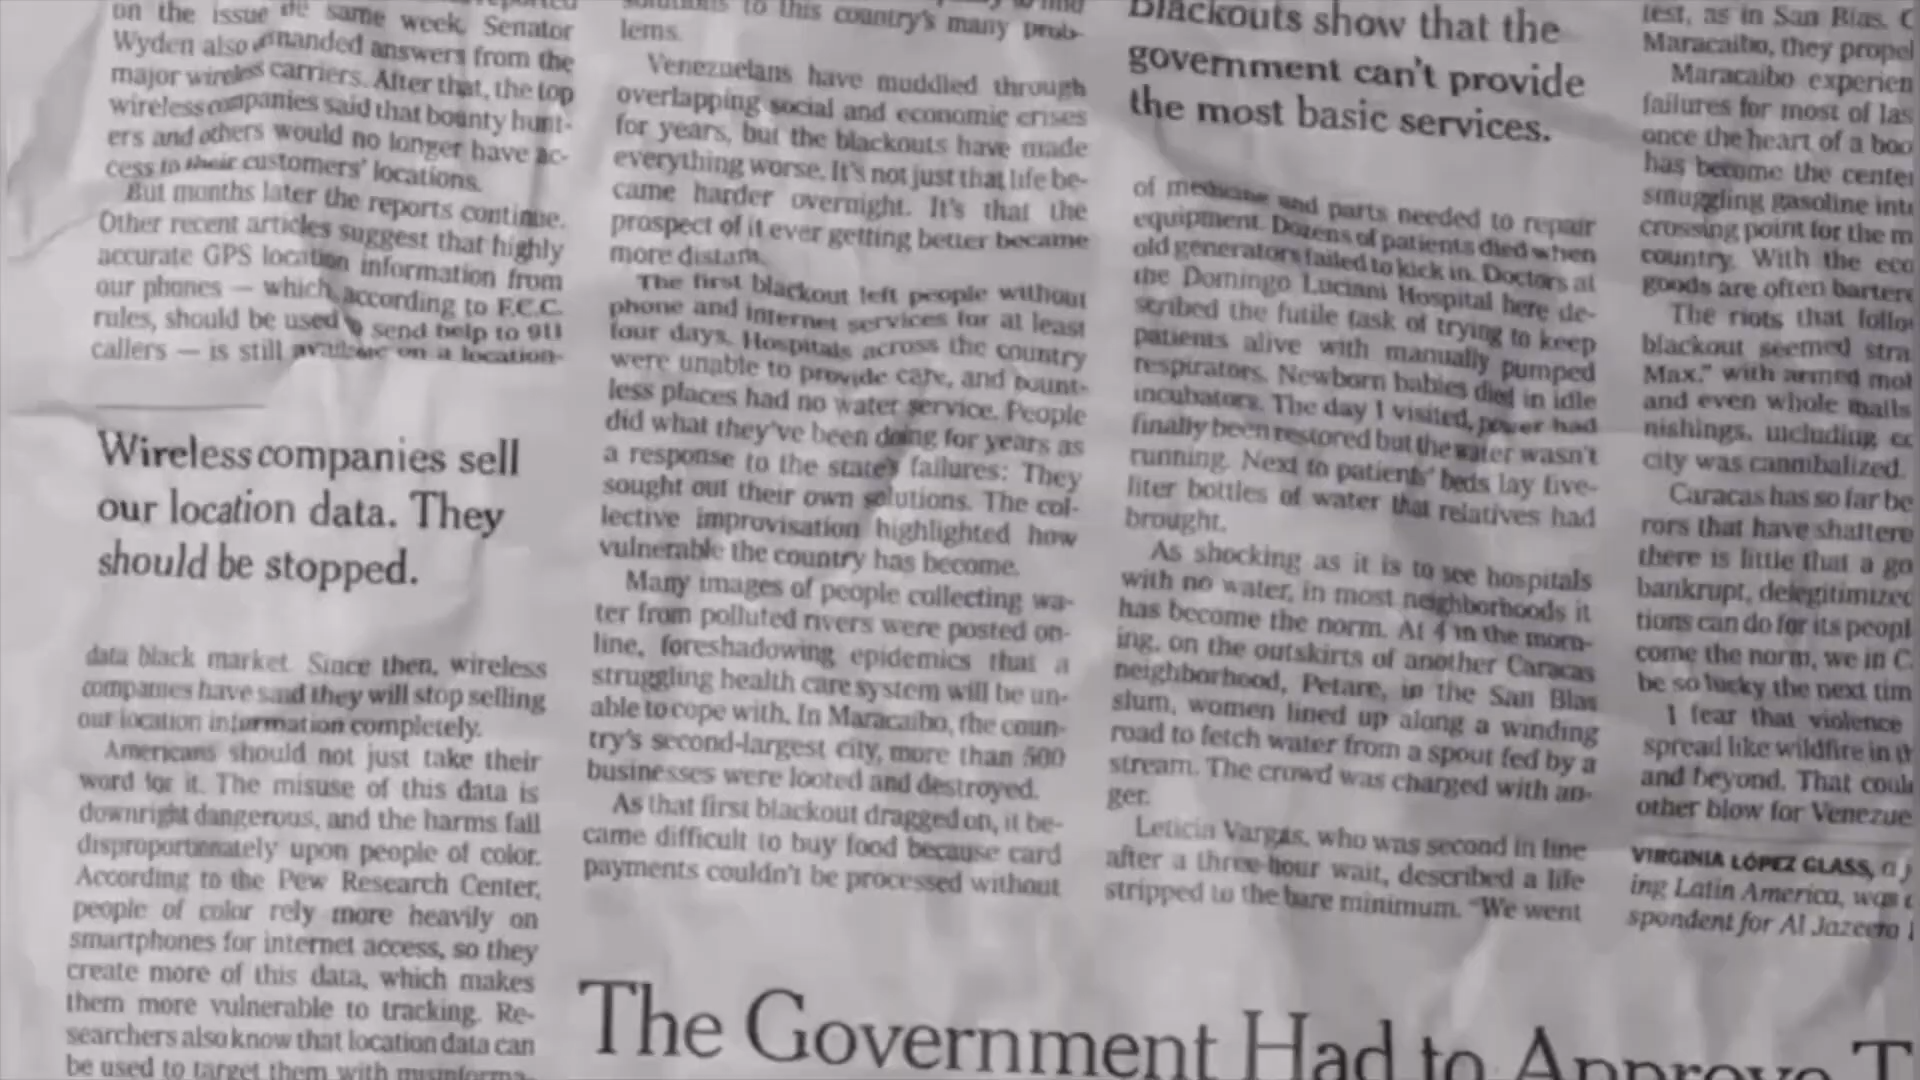 on the issue the same week. Senator
Wyden also demanded answers from the
major wireless carriers. After that, the top
wireless companies said that bounty hunt-
ers and others would no longer have ac-
cess to their customers' locations.
But months later the reports continue.
Other recent articles suggest that highly
accurate GPS location information from
our phones — which, according to F.C.C.
rules, should be used to send help to 911
callers — is still available on a location-
Wireless companies sell
our location data. They
should be stopped.
data black market. Since then, wireless
companies have said they will stop selling
our location information completely.
Americans should not just take their
word for it. The misuse of this data is
downright dangerous, and the harms fall
disproportionately upon people of color.
According to the Pew Research Center,
people of color rely more heavily on
smartphones for internet access, so they
create more of this data, which makes
them more vulnerable to tracking. Re-
searchers also know that location data can
be used to target them with misinforma-
to this country's many prob-
lems.
Venezuelans have muddled through
overlapping social and economic crises
for years, but the blackouts have made
everything worse. It's not just that life be-
came harder overnight. It's that the
prospect of it ever getting better became
more distant.
The first blackout left people without
phone and internet services for at least
four days. Hospitals across the country
were unable to provide care, and count-
less places had no water service. People
did what they've been doing for years as
a response to the state's failures: They
sought out their own solutions. The col-
lective improvisation highlighted how
vulnerable the country has become.
Many images of people collecting wa-
ter from polluted rivers were posted on-
line, foreshadowing epidemics that a
struggling health care system will be un-
able to cope with. In Maracaibo, the coun-
try's second-largest city, more than 500
businesses were looted and destroyed.
As that first blackout dragged on, it be-
came difficult to buy food because card
payments couldn't be processed without
Blackouts show that the
government can't provide
the most basic services.
of medicine and parts needed to repair
equipment. Dozens of patients died when
old generators failed to kick in. Doctors at
the Domingo Luciani Hospital here de-
scribed the futile task of trying to keep
patients alive with manually pumped
respirators. Newborn babies died in idle
incubators. The day I visited, power had
finally been restored but the water wasn't
running. Next to patients' beds lay five-
liter bottles of water that relatives had
brought.
As shocking as it is to see hospitals
with no water, in most neighborhoods it
has become the norm. At 4 in the morn-
ing, on the outskirts of another Caracas
neighborhood, Petare, in the San Blas
slum, women lined up along a winding
road to fetch water from a spout fed by a
stream. The crowd was charged with an-
ger.
Leticia Vargas, who was second in line
after a three-hour wait, described a life
stripped to the bare minimum. "We went
test, as in San Blas. C
Maracaibo, they propel
Maracaibo experien
failures for most of las
once the heart of a boo
has become the center
smuggling gasoline into
crossing point for the m
country. With the eco
goods are often bartere
The riots that follo
blackout seemed stra
Max," with armed mot
and even whole malls
nishings, including cc
city was cannibalized.
Caracas has so far be
rors that have shattere
there is little that a go
bankrupt, delegitimized
tions can do for its peopl
come the norm, we in C
be so lucky the next tim
I fear that violence
spread like wildfire in th
and beyond. That coul
other blow for Venezue
VIRGINIA LÓPEZ GLASS, a j
ing Latin America, was c
spondent for Al Jazeera
The Government Had to Approve T